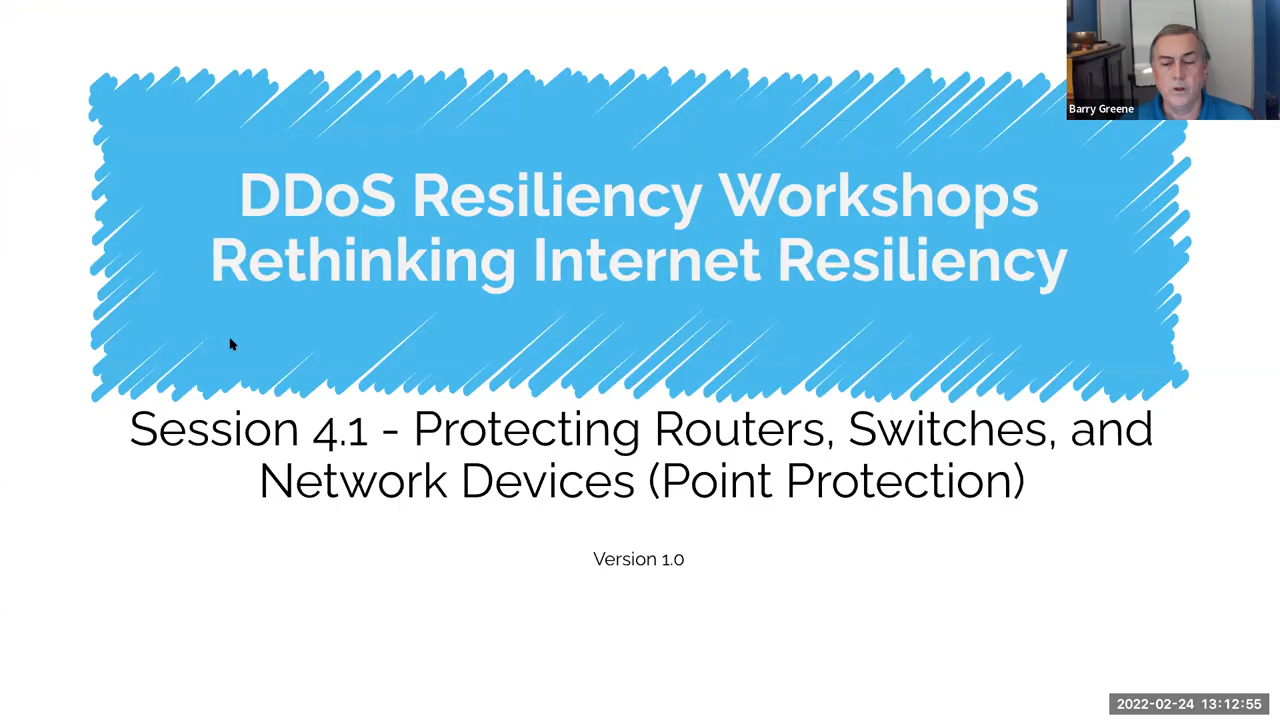 Barry Greene
DDoS Resiliency Workshops
Rethinking Internet Resiliency
Session 4.1 - Protecting Routers, Switches, and
Network Devices (Point Protection)
Version 1.0
2022-02-24 13:12:55